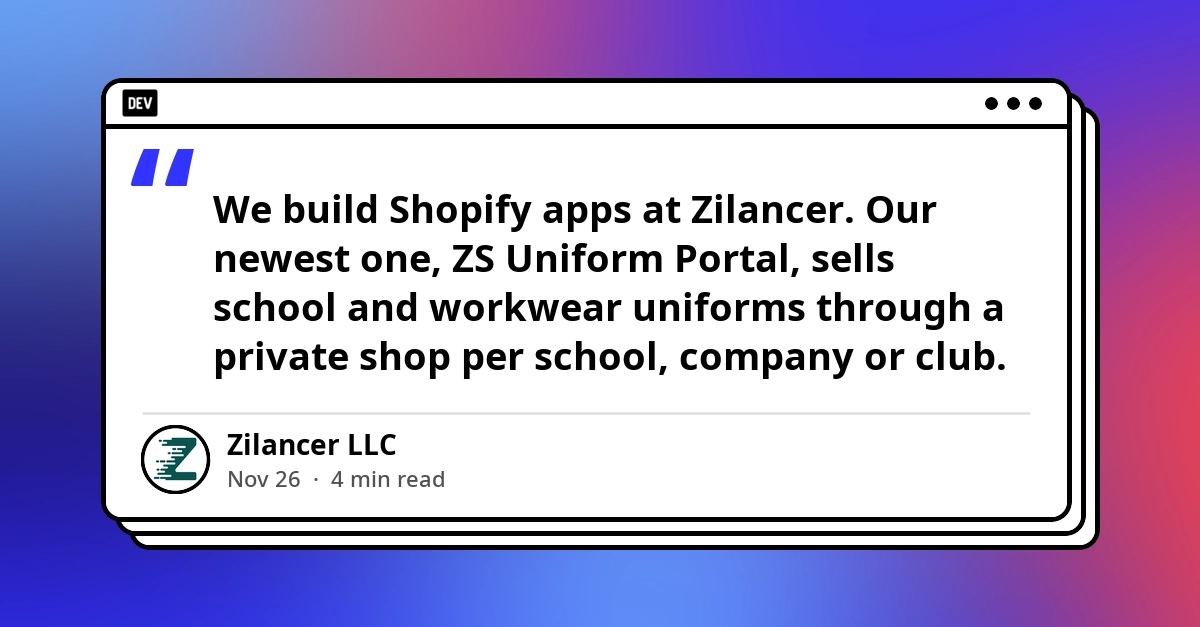 DEV
“
We build Shopify apps at Zilancer. Our
newest one, ZS Uniform Portal, sells
school and workwear uniforms through a
private shop per school, company or club.
Z
Zilancer LLC
Nov 26 · 4 min read